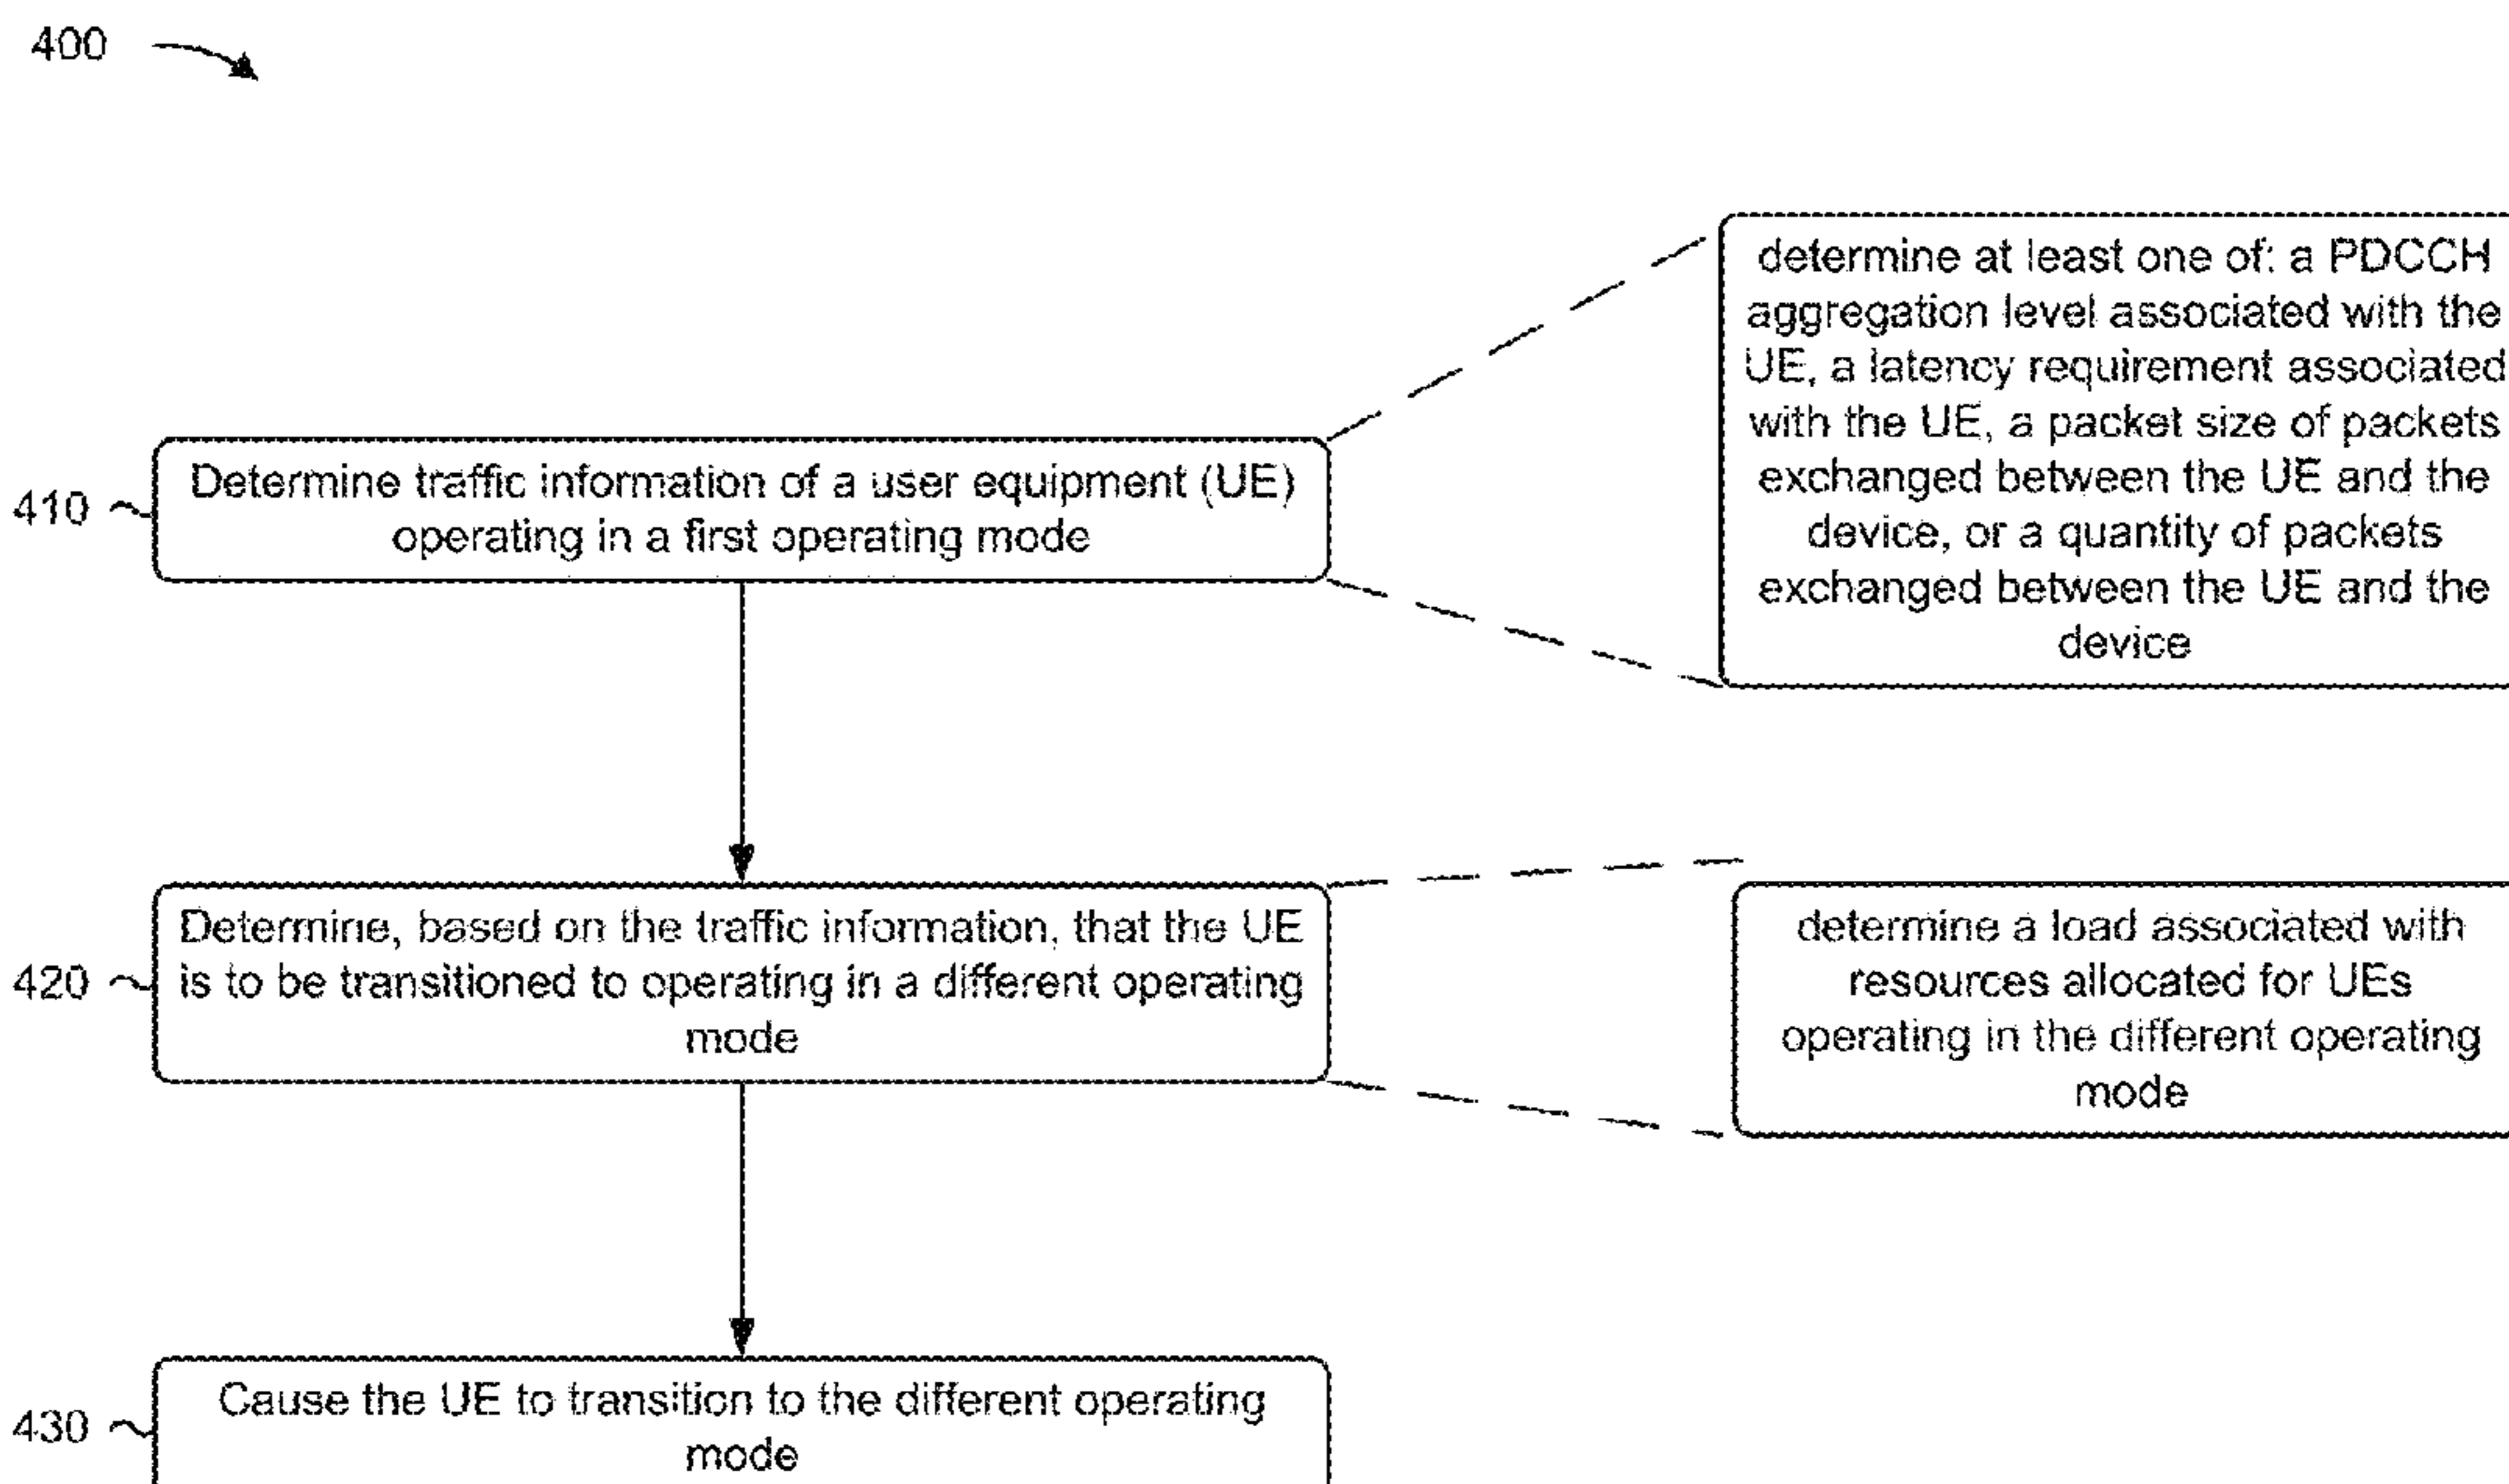 400
determine at least one of: a PDCCH
aggregation level associated with the
UE, a latency requirement associated
with the UE, a packet size of packets
exchanged between the UE and the
device, or a quantity of packets
exchanged between the UE and the
device
410
Determine traffic information of a user equipment (UE)
operating in a first operating mode
420
Determine, based on the traffic information, that the UE
is to be transitioned to operating in a different operating
mode
determine a load associated with
resources allocated for UEs
operating in the different operating
mode
430
Cause the UE to transition to the different operating
mode